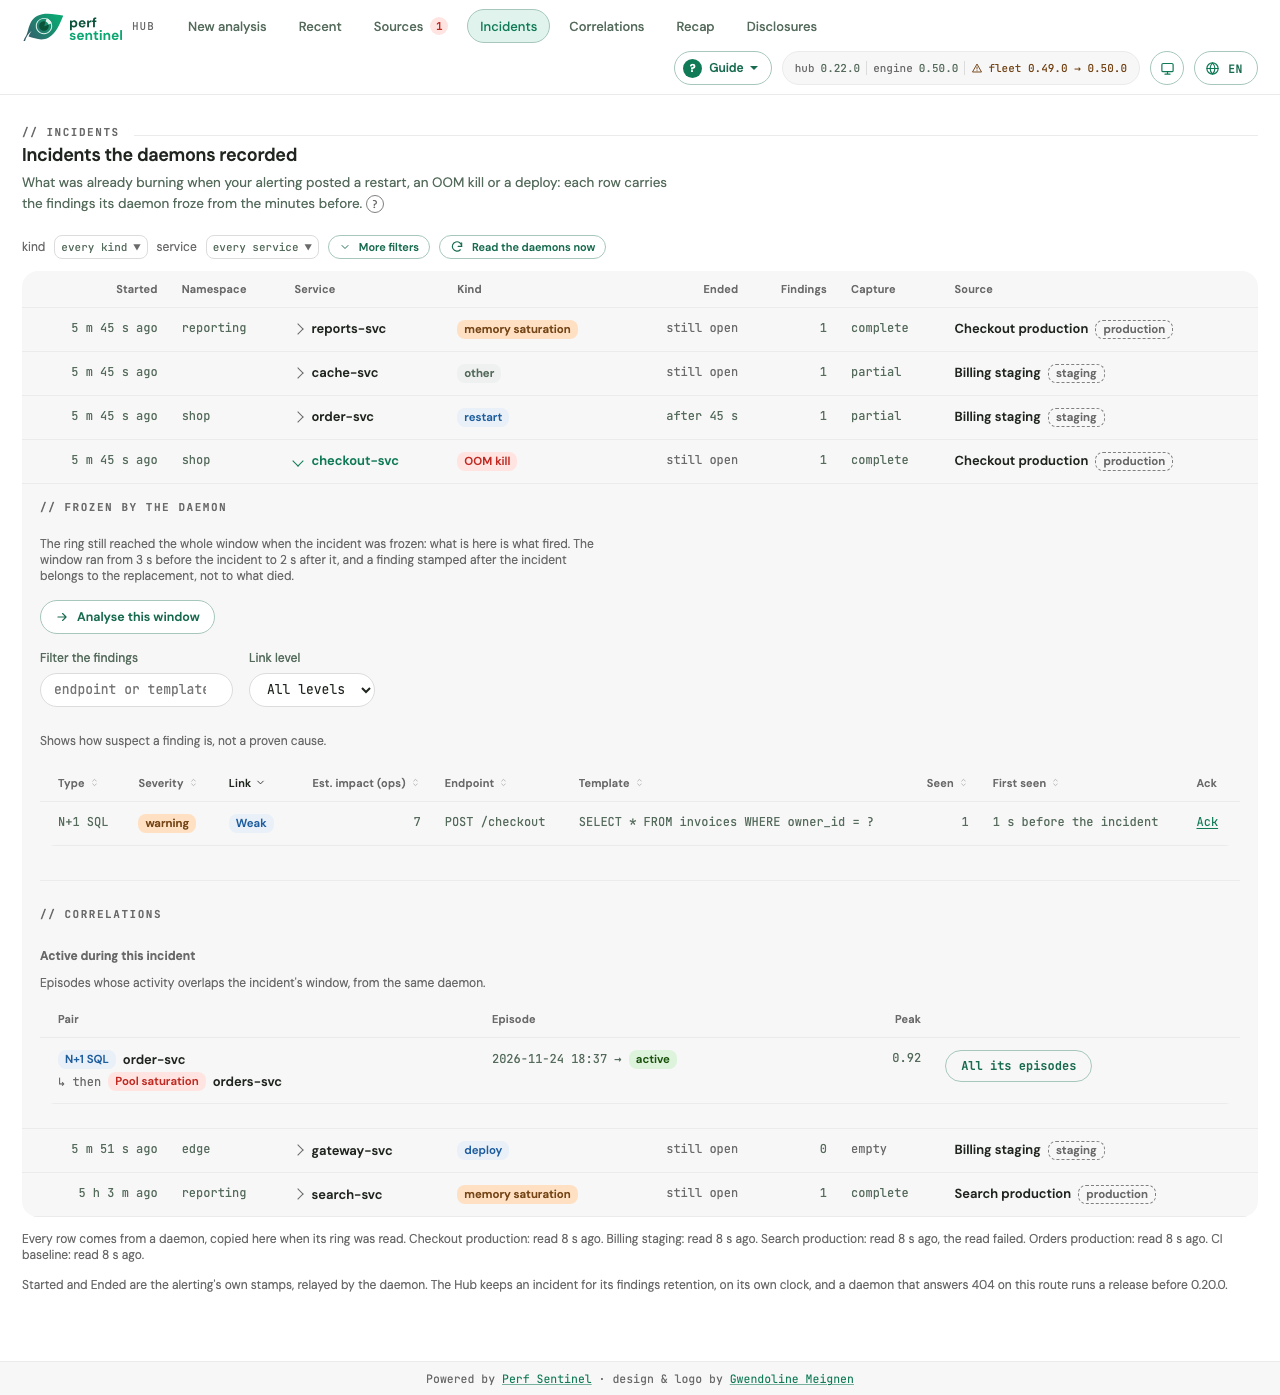 perf sentinel HUB New analysis Recent Sources 1 Incidents Correlations Recap Disclosures
? Guide hub 0.22.0 engine 0.50.0 fleet 0.49.0 → 0.50.0 EN
// INCIDENTS
Incidents the daemons recorded
What was already burning when your alerting posted a restart, an OOM kill or a deploy: each row carries
the findings its daemon froze from the minutes before. ?
kind every kind ▼ service every service ▼ More filters Read the daemons now
Started Namespace Service Kind Ended Findings Capture Source
5 m 45 s ago reporting reports-svc memory saturation still open 1 complete Checkout production production
5 m 45 s ago cache-svc other still open 1 partial Billing staging staging
5 m 45 s ago shop order-svc restart after 45 s 1 partial Billing staging staging
5 m 45 s ago shop checkout-svc OOM kill still open 1 complete Checkout production production
// FROZEN BY THE DAEMON
The ring still reached the whole window when the incident was frozen: what is here is what fired. The
window ran from 3 s before the incident to 2 s after it, and a finding stamped after the incident
belongs to the replacement, not to what died.
→ Analyse this window
Filter the findings Link level
endpoint or template All levels
Shows how suspect a finding is, not a proven cause.
Type Severity Link Est. impact (ops) Endpoint Template Seen First seen Ack
N+1 SQL warning Weak 7 POST /checkout SELECT * FROM invoices WHERE owner_id = ? 1 1 s before the incident Ack
// CORRELATIONS
Active during this incident
Episodes whose activity overlaps the incident's window, from the same daemon.
Pair Episode Peak
N+1 SQL order-svc 2026-11-24 18:37 → active 0.92 All its episodes
↳ then Pool saturation orders-svc
5 m 51 s ago edge gateway-svc deploy still open 0 empty Billing staging staging
5 h 3 m ago reporting search-svc memory saturation still open 1 complete Search production production
Every row comes from a daemon, copied here when its ring was read. Checkout production: read 8 s ago. Billing staging: read 8 s ago. Search production: read 8 s ago, the read failed. Orders production: read 8 s ago. CI
baseline: read 8 s ago.
Started and Ended are the alerting's own stamps, relayed by the daemon. The Hub keeps an incident for its findings retention, on its own clock, and a daemon that answers 404 on this route runs a release before 0.20.0.
Powered by Perf Sentinel · design & logo by Gwendoline Meignen